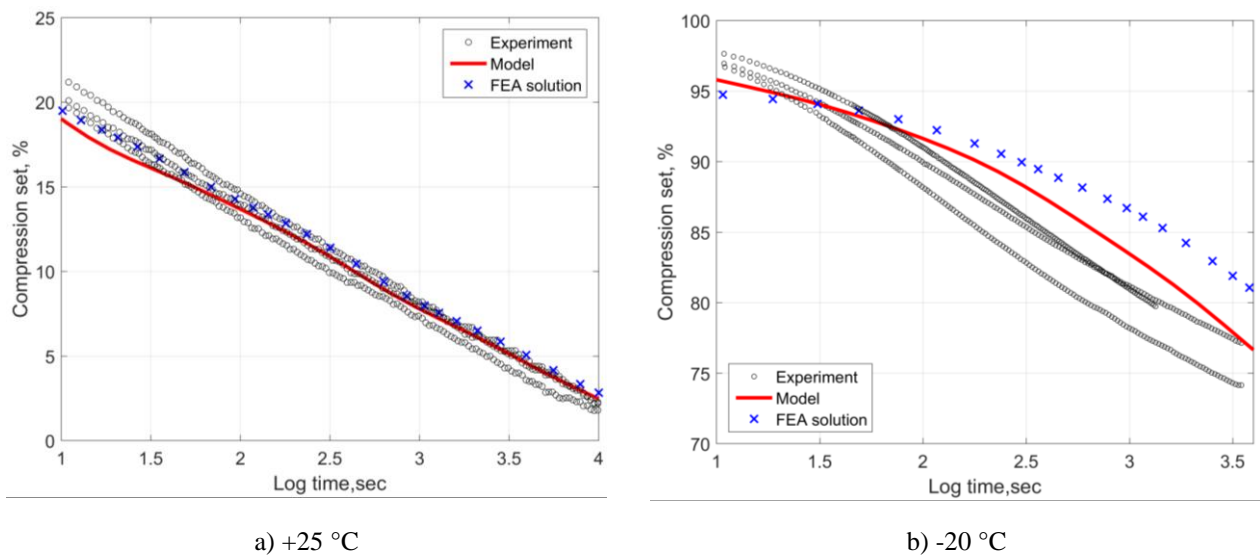 25
20
15
10
5
0
Compression set, %
1 1.5 2 2.5 3 3.5 4
Log time,sec
Experiment
Model
FEA solution
a) +25 °C
100
95
90
85
80
75
70
Compression set, %
1 1.5 2 2.5 3 3.5
Log time,sec
Experiment
Model
FEA solution
b) -20 °C